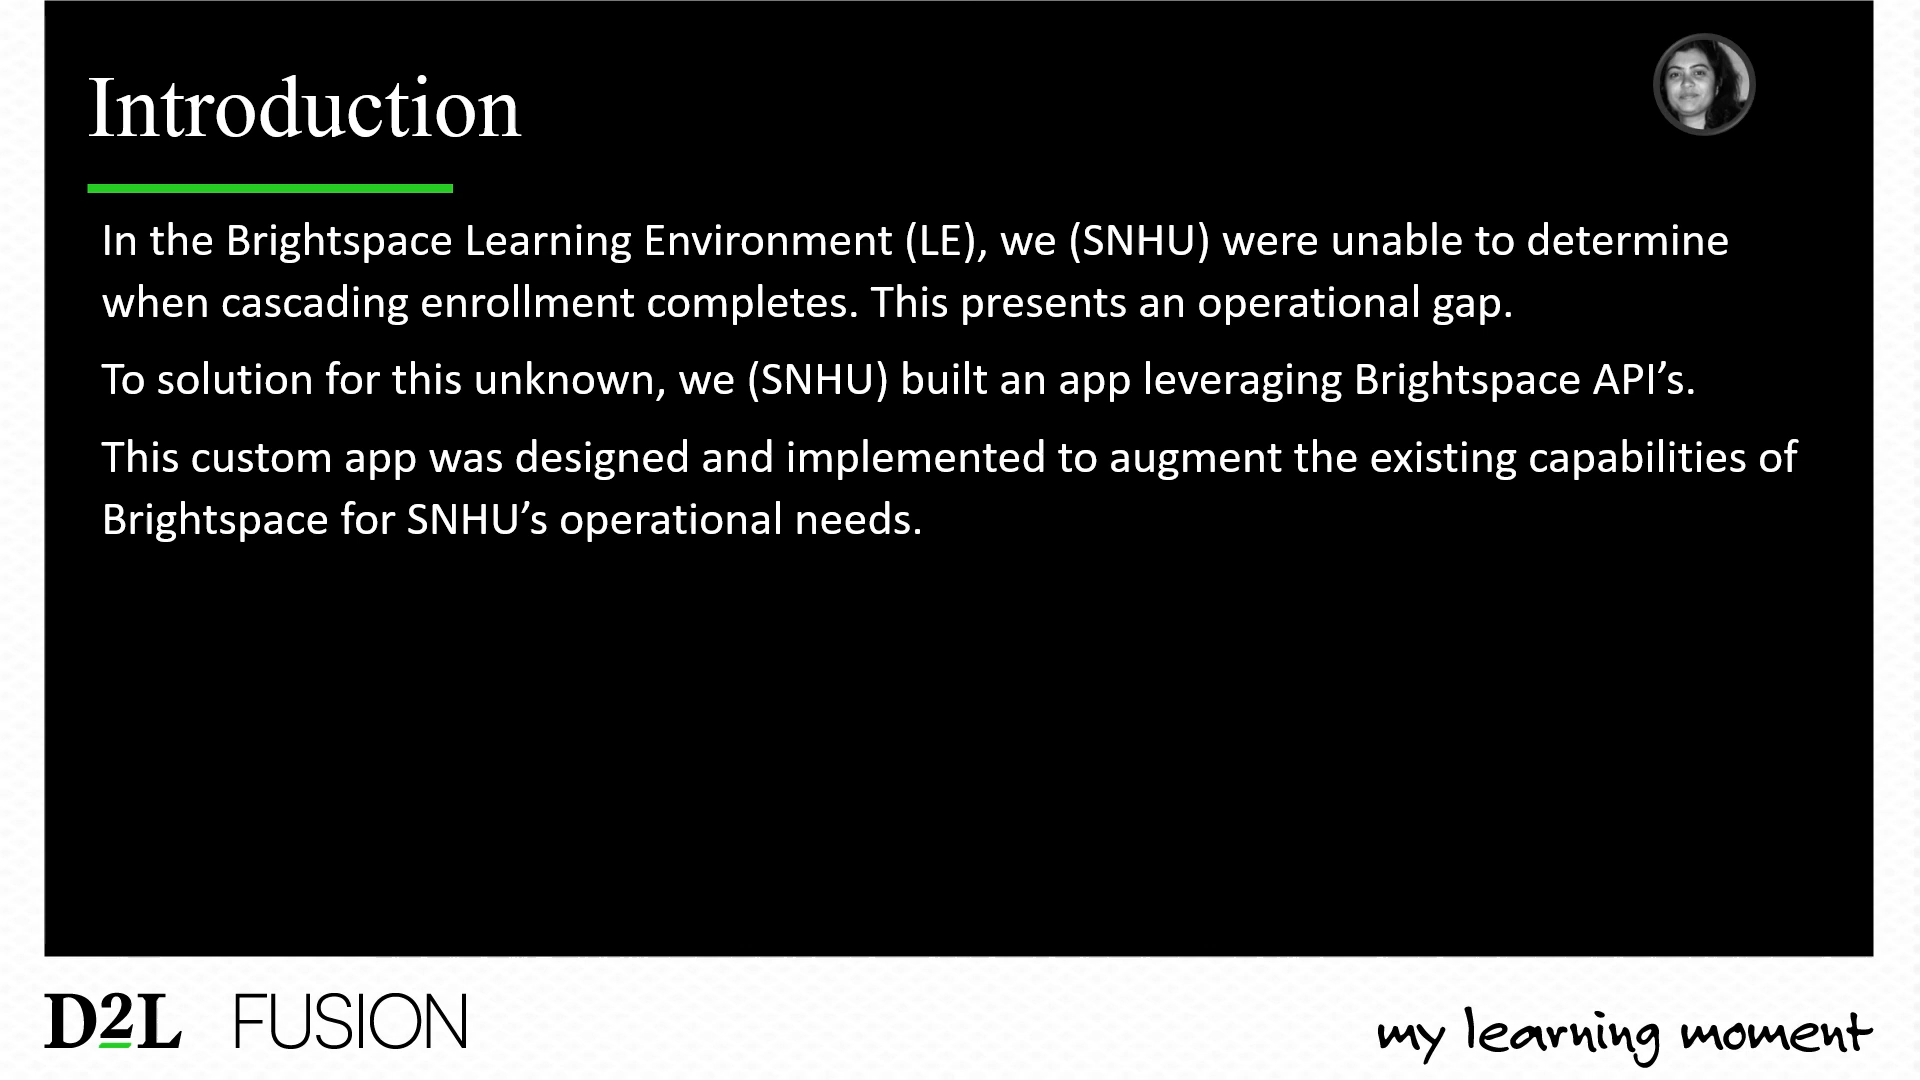 Introduction
In the Brightspace Learning Environment (LE), we (SNHU) were unable to determine
when cascading enrollment completes. This presents an operational gap.
To solution for this unknown, we (SNHU) built an app leveraging Brightspace API’s.
This custom app was designed and implemented to augment the existing capabilities of
Brightspace for SNHU’s operational needs.
D2L FUSION
my learning moment